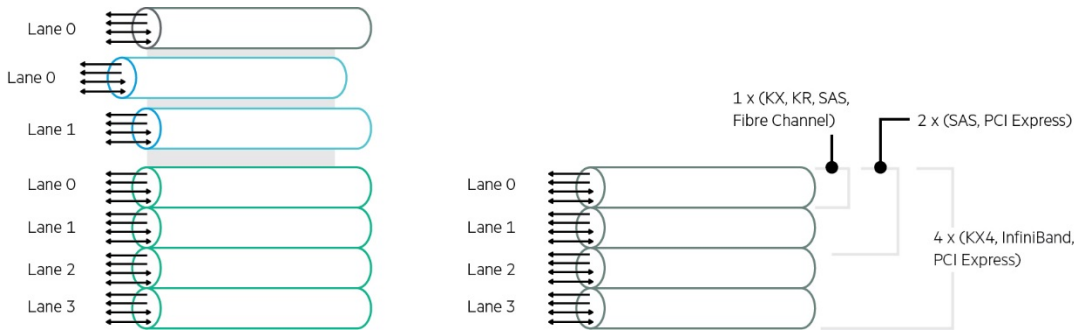 Lane 0
Lane 0
Lane 1
Lane 0
Lane 1
Lane 2
Lane 3
1 x (KX, KR, SAS,
Fibre Channel)
2 x (SAS, PCI Express)
Lane 0
Lane 1
Lane 2
Lane 3
4 x (KX4, InfiniBand,
PCI Express)